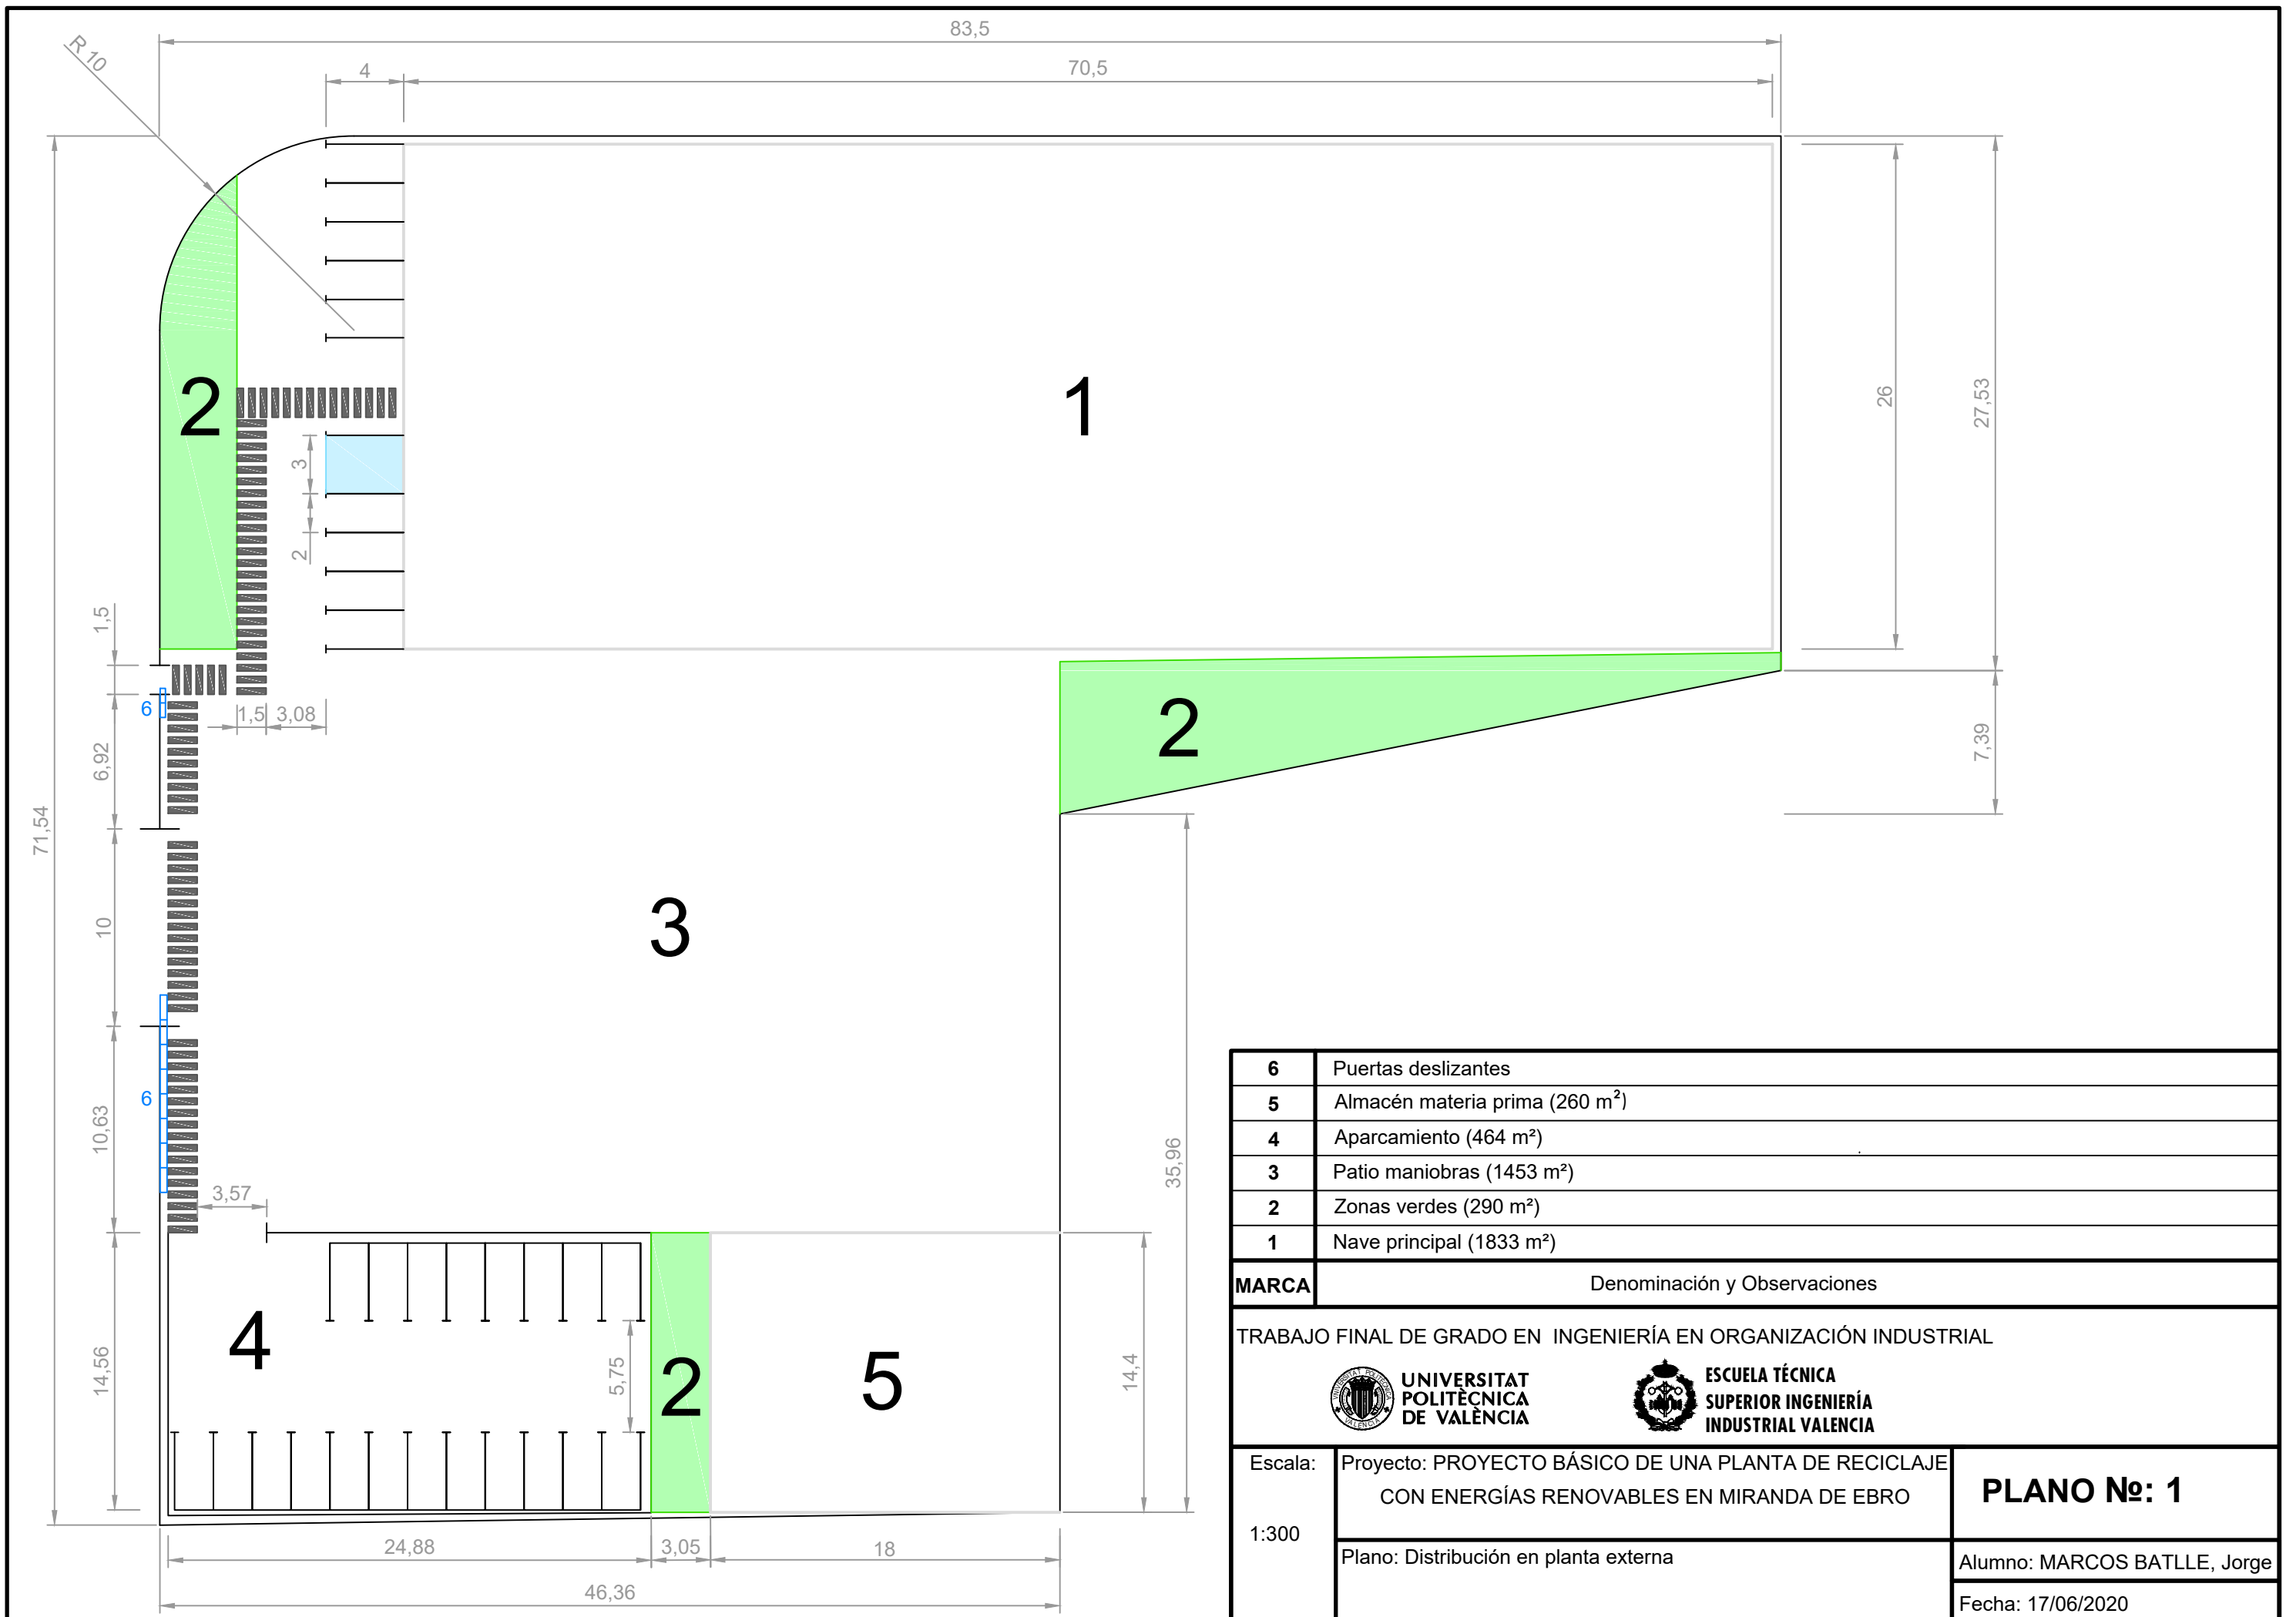 83,5
R 10
4
70,5
1
2
26
27,53
3
2
1,5
6
1,5
3,08
2
6,92
7,39
71,54
3
10
6
10,63
35,96
3,57
4
14,56
5,75
2
5
14,4
24,88
3,05
18
46,36
6 Puertas deslizantes
5 Almacén materia prima (260 m²)
4 Aparcamiento (464 m²)
3 Patio maniobras (1453 m²)
2 Zonas verdes (290 m²)
1 Nave principal (1833 m²)
MARCA Denominación y Observaciones
TRABAJO FINAL DE GRADO EN INGENIERÍA EN ORGANIZACIÓN INDUSTRIAL
UNIVERSITAT
POLITÈCNICA
DE VALÈNCIA
ESCUELA TÉCNICA
SUPERIOR INGENIERÍA
INDUSTRIAL VALENCIA
Escala:
1:300
Proyecto: PROYECTO BÁSICO DE UNA PLANTA DE RECICLAJE
CON ENERGÍAS RENOVABLES EN MIRANDA DE EBRO
PLANO №: 1
Plano: Distribución en planta externa
Alumno: MARCOS BATLLE, Jorge
Fecha: 17/06/2020